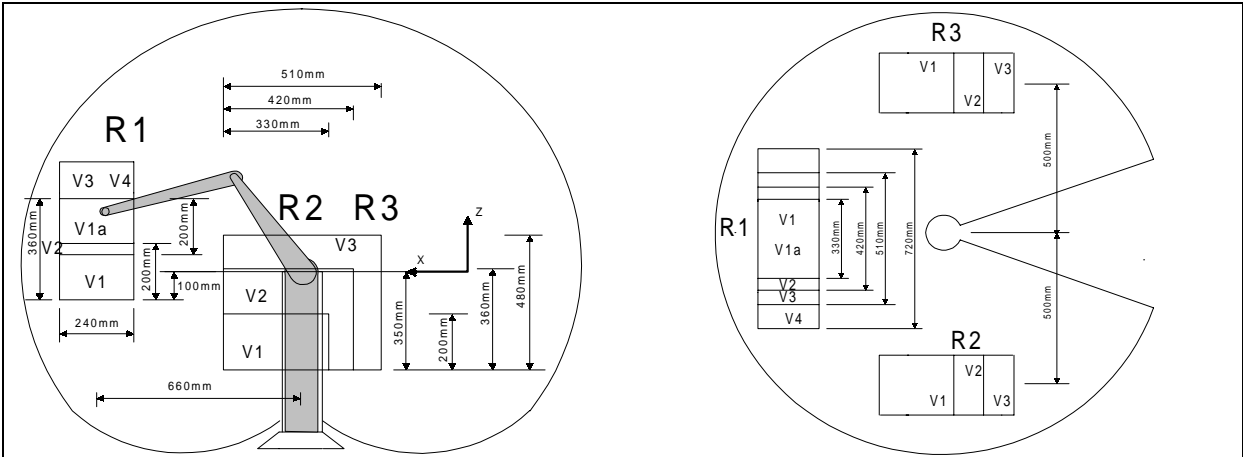 510mm
420mm
330mm
R1
V3 V4
V1a
V2
V1
360mm
200mm
200mm
100mm
240mm
660mm
R2 R3
V3
V2
V1
X
Z
350mm
200mm
360mm
480mm
R3
V1
V2
V3
500mm
R1
V1
V1a
V2
V3
V4
330mm
420mm
510mm
720mm
500mm
R2
V2
V1
V3